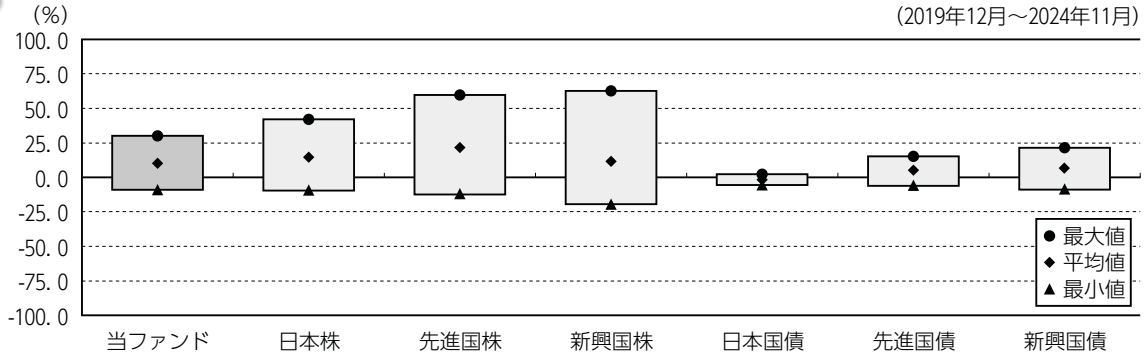 (%)
(2019年12月～2024年11月)
100.0
75.0
50.0
25.0
0.0
-25.0
-50.0
-75.0
-100.0
● 最大値
◆ 平均値
▲ 最小値
当ファンド 日本株 先進国株 新興国株 日本国債 先進国債 新興国債